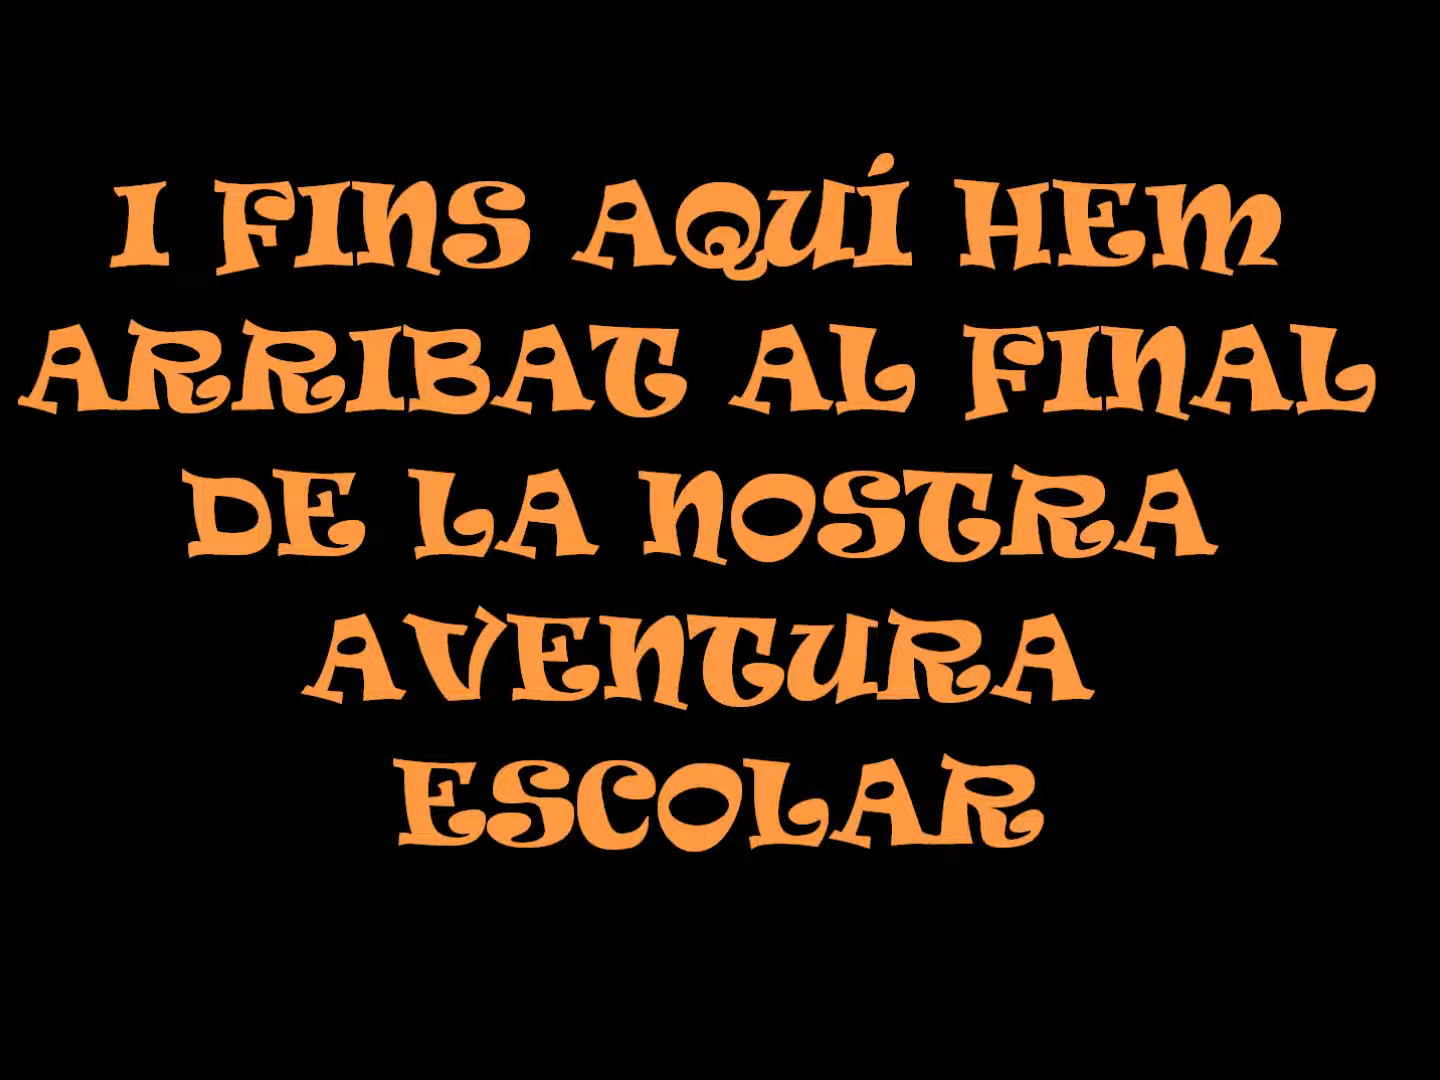 I FINS AQUÍ HEM
ARRIBAT AL FINAL
DE LA NOSTRA
AVENTURA
ESCOLAR